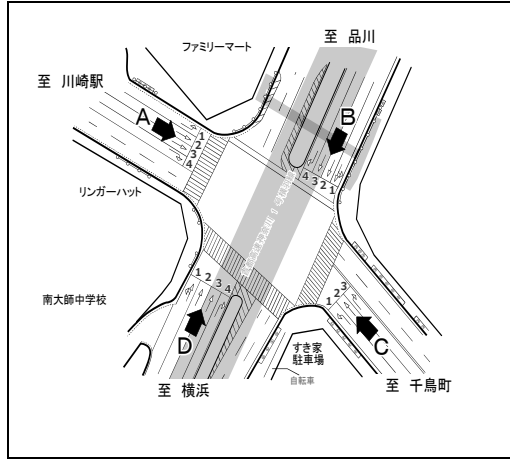 ファミリーマート
至 品川
至 川崎駅
A
B
1
2
3
4
4 3 2 1
リンガーハット
南大師中学校
1 2 3 4
1 2 3
D
C
すき家
駐車場
自転車
至 横浜
至 千鳥町